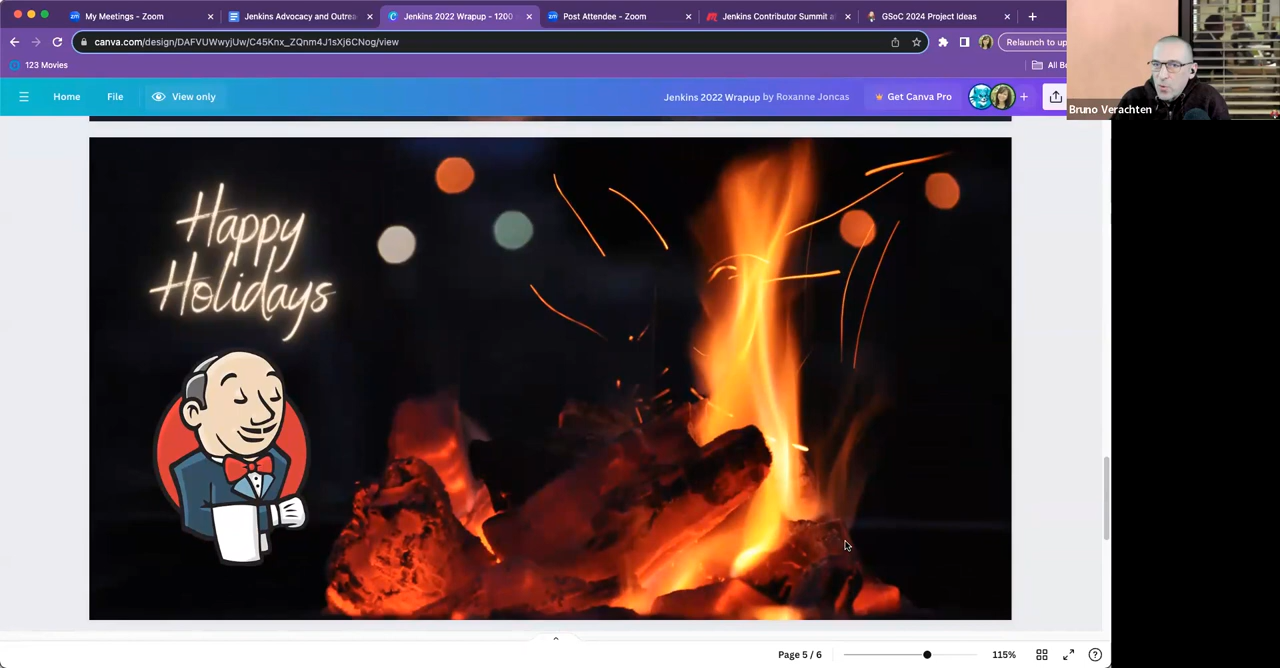 My Meetings - Zoom
Jenkins Advocacy and Outrea
Jenkins 2022 Wrapup - 1200
Post Attendee - Zoom
Jenkins Contributor Summit a
GSoC 2024 Project Ideas
canva.com/design/DAFVUWwyjUw/C45Knx_ZQnm4J1sXj6CNog/view
Relaunch to up
123 Movies
All Bo
Home
File
View only
Jenkins 2022 Wrapup by Roxanne Joncas
Get Canva Pro
Bruno Verachten
Happy
Holidays
Page 5 / 6
115%